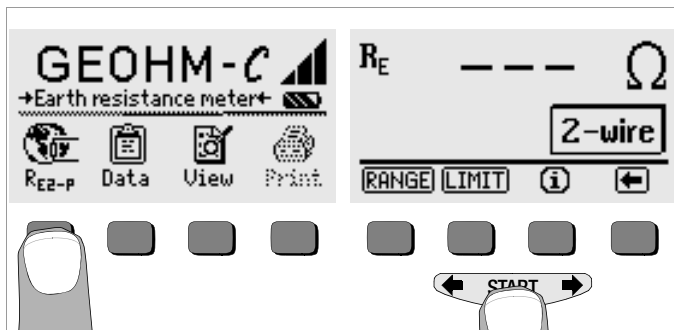 GEOHM-C
→Earth resistance meter←
RE2-P Data View Print
RE – – – Ω
2-wire
RANGE LIMIT i ←
START